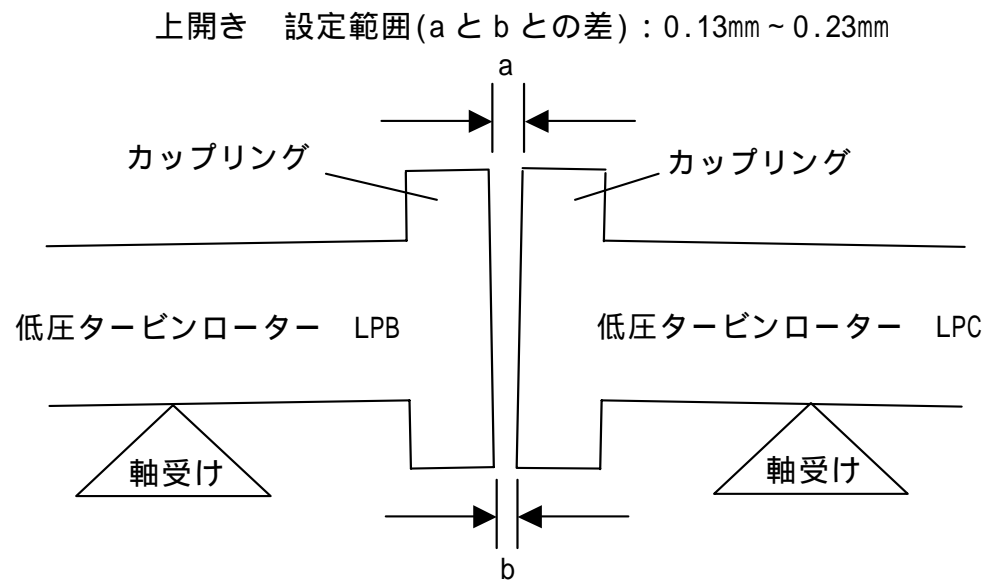 上開き 設定範囲(aとbとの差):0.13mm~0.23mm
a
カップリング
カップリング
低圧タービンローター LPB
低圧タービンローター LPC
軸受け
軸受け
b